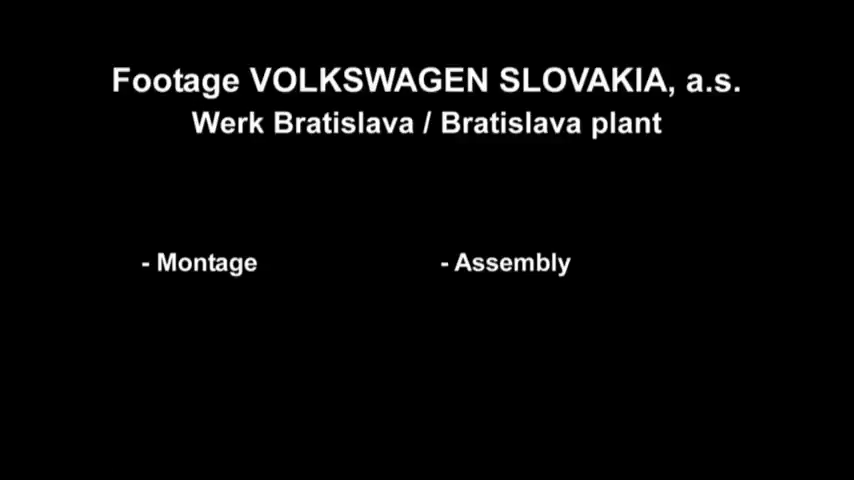 Footage VOLKSWAGEN SLOVAKIA, a.s.
Werk Bratislava / Bratislava plant
- Montage - Assembly